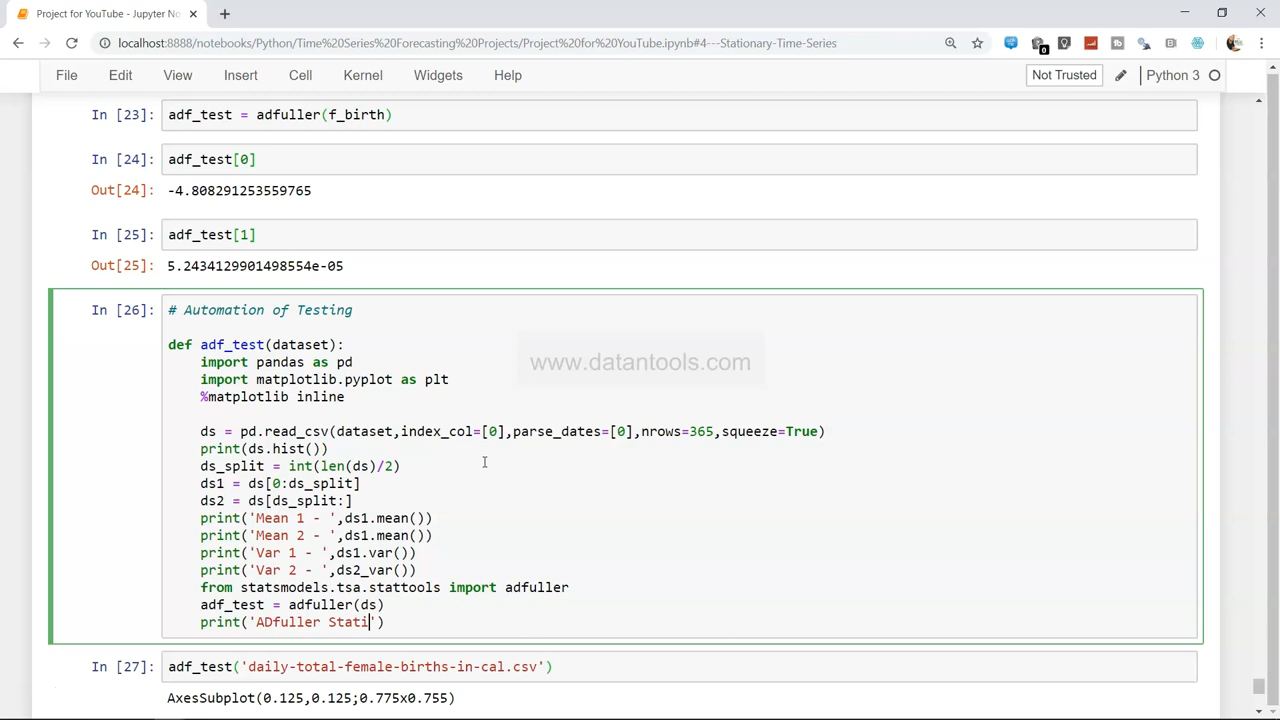 Project for YouTube - Jupyter No
localhost:8888/notebooks/Python/Time%20Series%20Forecasting%20Projects/Project%20for%20YouTube.ipynb#4---Stationary-Time-Series
File Edit View Insert Cell Kernel Widgets Help Not Trusted Python 3
In [23]: adf_test = adfuller(f_birth)
In [24]: adf_test[0]
Out[24]: -4.808291253559765
In [25]: adf_test[1]
Out[25]: 5.2434129901498554e-05
In [26]: # Automation of Testing
def adf_test(dataset):
import pandas as pd
import matplotlib.pyplot as plt
%matplotlib inline
www.datantools.com
ds = pd.read_csv(dataset,index_col=[0],parse_dates=[0],nrows=365,squeeze=True)
print(ds.hist())
ds_split = int(len(ds)/2)
ds1 = ds[0:ds_split]
ds2 = ds[ds_split:]
print('Mean 1 - ',ds1.mean())
print('Mean 2 - ',ds1.mean())
print('Var 1 - ',ds1.var())
print('Var 2 - ',ds2_var())
from statsmodels.tsa.stattools import adfuller
adf_test = adfuller(ds)
print('ADfuller Stati')
In [27]: adf_test('daily-total-female-births-in-cal.csv')
AxesSubplot(0.125,0.125;0.775x0.755)